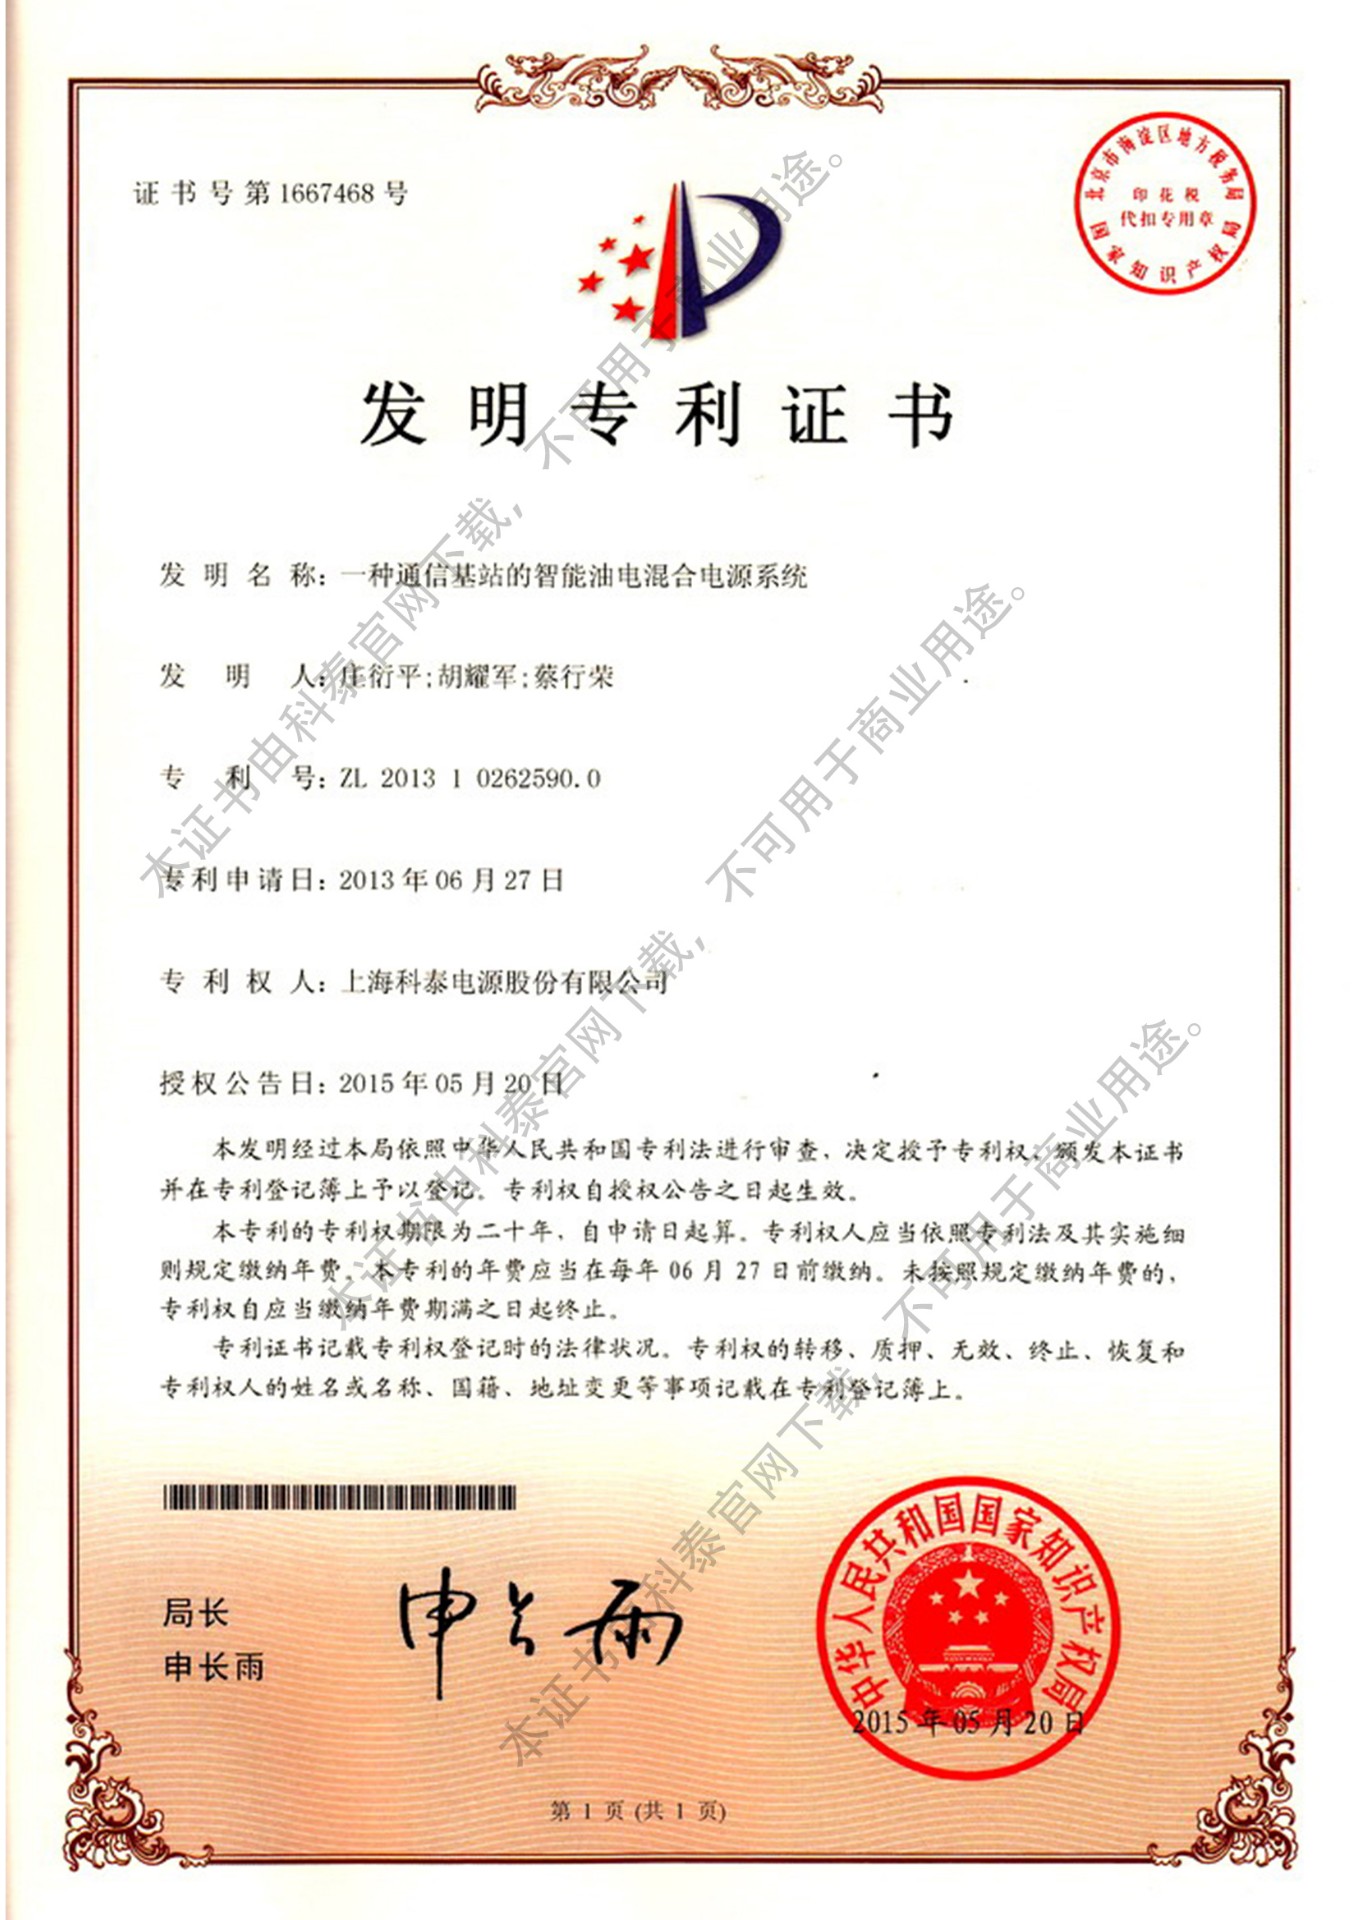 证书号第1667468号
北京市海淀区地方税务局
印花税
代扣专用章
国家知识产权局
发明专利证书
发明名称：一种通信基站的智能油电混合电源系统
发明人：庄衍平;胡耀军;蔡行荣
专利号：ZL 2013 1 0262590.0
专利申请日：2013年06月27日
专利权人：上海科泰电源股份有限公司
授权公告日：2015年05月20日
本发明经过本局依照中华人民共和国专利法进行审查，决定授予专利权，颁发本证书
并在专利登记簿上予以登记。专利权自授权公告之日起生效。
本专利的专利权期限为二十年，自申请日起算。专利权人应当依照专利法及其实施细
则规定缴纳年费。本专利的年费应当在每年06月27日前缴纳。未按照规定缴纳年费的，
专利权自应当缴纳年费期满之日起终止。
专利证书记载专利权登记时的法律状况。专利权的转移、质押、无效、终止、恢复和
专利权人的姓名或名称、国籍、地址变更等事项记载在专利登记簿上。
局长
申长雨
申长雨
中华人民共和国国家知识产权局
2015年05月20日
第1页(共1页)
本证书由科泰官网下载，不可用于商业用途。
本证书由科泰官网下载，不可用于商业用途。
本证书由科泰官网下载，不可用于商业用途。